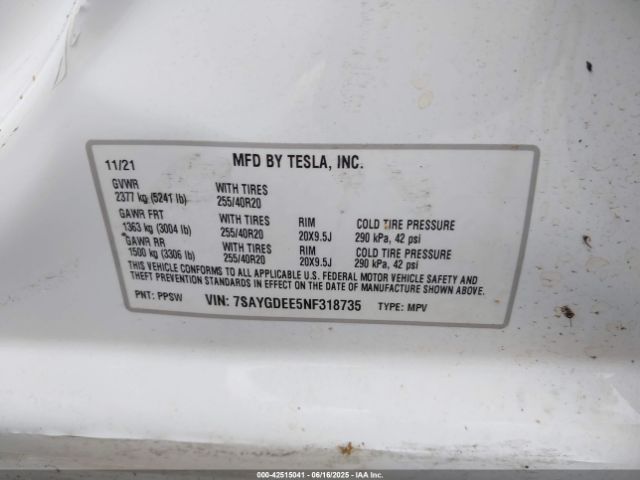 11/21 MFD BY TESLA, INC.
GVWR
2377 kg (5241 lb) WITH TIRES 255/40R20
GAWR FRT
1363 kg (3004 lb) WITH TIRES 255/40R20 RIM 20X9.5J COLD TIRE PRESSURE 290 kPa, 42 psi
GAWR RR
1500 kg (3306 lb) WITH TIRES 255/40R20 RIM 20X9.5J COLD TIRE PRESSURE 290 kPa, 42 psi
THIS VEHICLE CONFORMS TO ALL APPLICABLE U.S. FEDERAL MOTOR VEHICLE SAFETY AND
THEFT PREVENTION STANDARDS IN EFFECT ON THE DATE OF MANUFACTURE SHOWN ABOVE.
PNT: PPSW VIN: 7SAYGDEE5NF318735 TYPE: MPV
000-42515041 - 06/16/2025 - IAAI.com